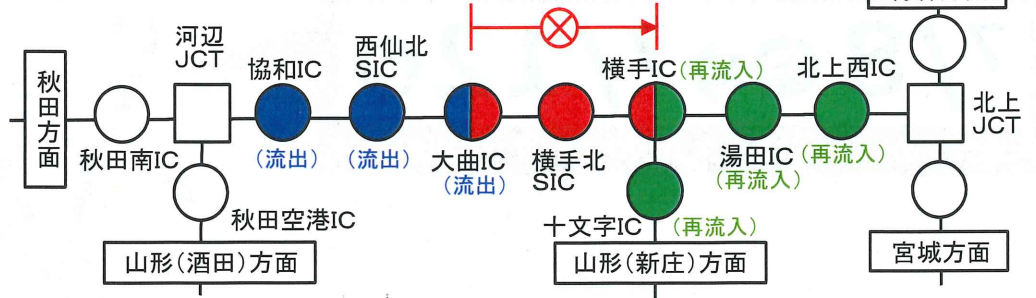 秋田方面
秋田南IC
河辺
JCT
秋田空港IC
山形(酒田)方面
協和IC
(流出)
西仙北
SIC
(流出)
大曲IC
(流出)
横手北
SIC
横手IC(再流入)
十文字IC (再流入)
山形(新庄)方面
湯田IC
(再流入)
北上西IC
(再流入)
北上
JCT
宮城方面